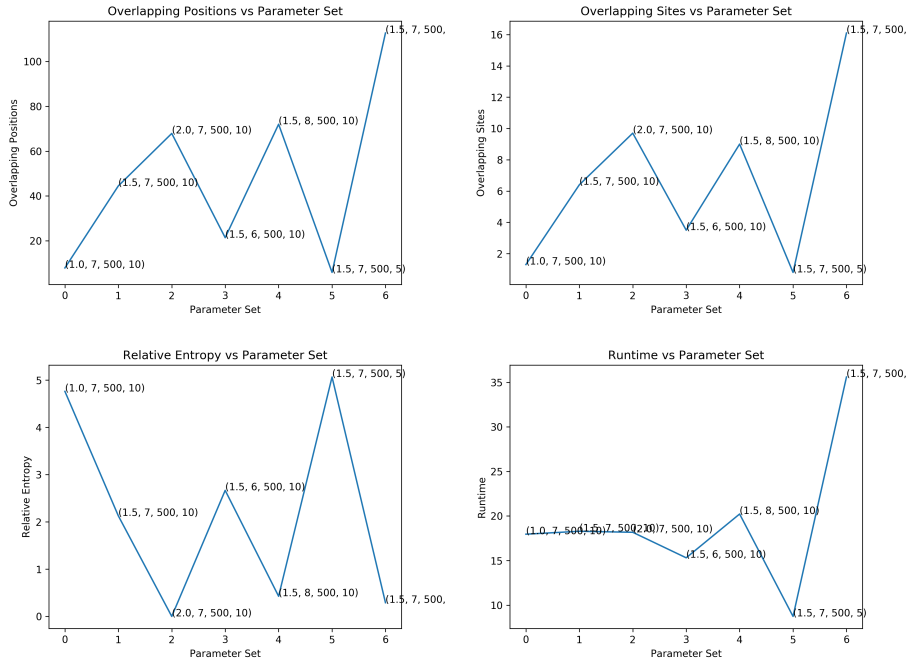 Overlapping Positions vs Parameter Set
Overlapping Positions
100
80
60
40
20
(1.0, 7, 500, 10)
(1.5, 7, 500, 10)
(2.0, 7, 500, 10)
(1.5, 6, 500, 10)
(1.5, 8, 500, 10)
(1.5, 7, 500, 5)
(1.5, 7, 500,
0 1 2 3 4 5 6
Parameter Set
Overlapping Sites vs Parameter Set
Overlapping Sites
16
14
12
10
8
6
4
2
(1.0, 7, 500, 10)
(1.5, 7, 500, 10)
(2.0, 7, 500, 10)
(1.5, 6, 500, 10)
(1.5, 8, 500, 10)
(1.5, 7, 500, 5)
(1.5, 7, 500,
0 1 2 3 4 5 6
Parameter Set
Relative Entropy vs Parameter Set
Relative Entropy
5
4
3
2
1
0
(1.0, 7, 500, 10)
(1.5, 7, 500, 10)
(2.0, 7, 500, 10)
(1.5, 6, 500, 10)
(1.5, 8, 500, 10)
(1.5, 7, 500, 5)
(1.5, 7, 500,
0 1 2 3 4 5 6
Parameter Set
Runtime vs Parameter Set
Runtime
35
30
25
20
15
10
(1.0, 7, 500, 10)
(1.5, 7, 500, 10)
(2.0, 7, 500, 10)
(1.5, 6, 500, 10)
(1.5, 8, 500, 10)
(1.5, 7, 500, 5)
(1.5, 7, 500,
0 1 2 3 4 5 6
Parameter Set